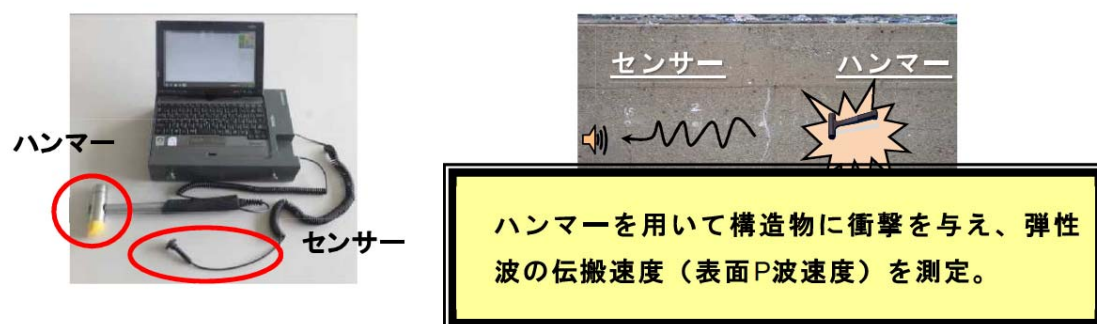 ハンマー
センサー
センサー
ハンマー
ハンマーを用いて構造物に衝撃を与え、弾性
波の伝搬速度（表面P波速度）を測定。